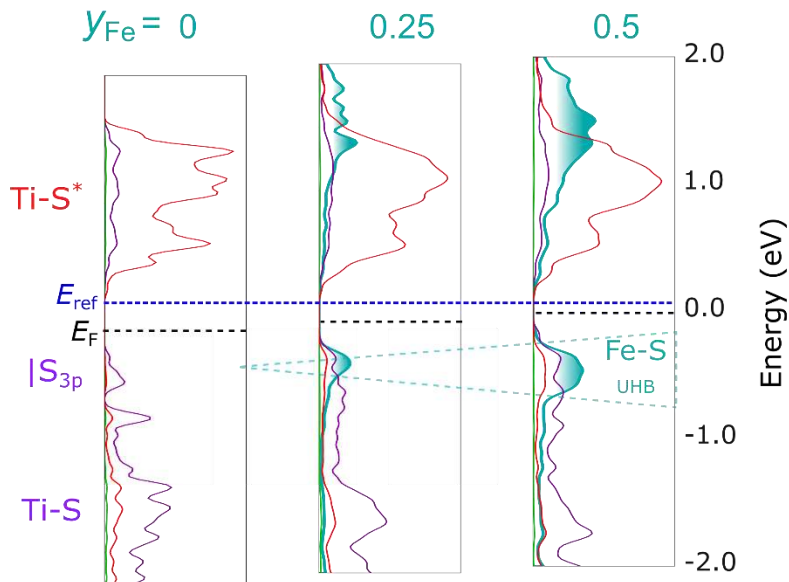 yFe = 0
0.25
0.5
2.0
Ti-S*
1.0
Eref
0.0
EF
Fe-S
|S3p
UHB
-1.0
Ti-S
-2.0
Energy (eV)